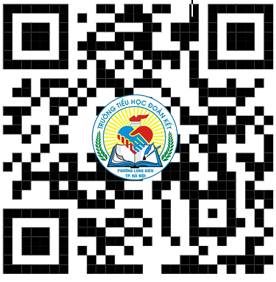 TRƯỜNG TIỂU HỌC ĐOÀN KẾT
PHƯỜNG LONG BIÊN
TP. HÀ NỘI